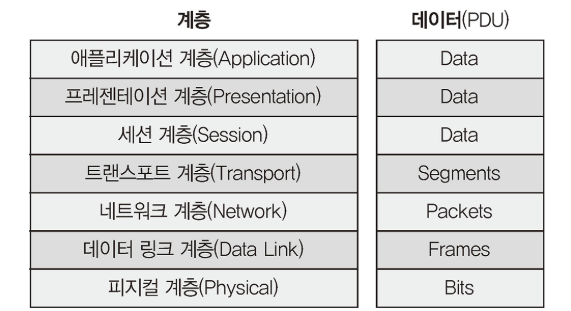 계층 데이터(PDU)
애플리케이션 계층(Application) Data
프레젠테이션 계층(Presentation) Data
세션 계층(Session) Data
트랜스포트 계층(Transport) Segments
네트워크 계층(Network) Packets
데이터 링크 계층(Data Link) Frames
피지컬 계층(Physical) Bits